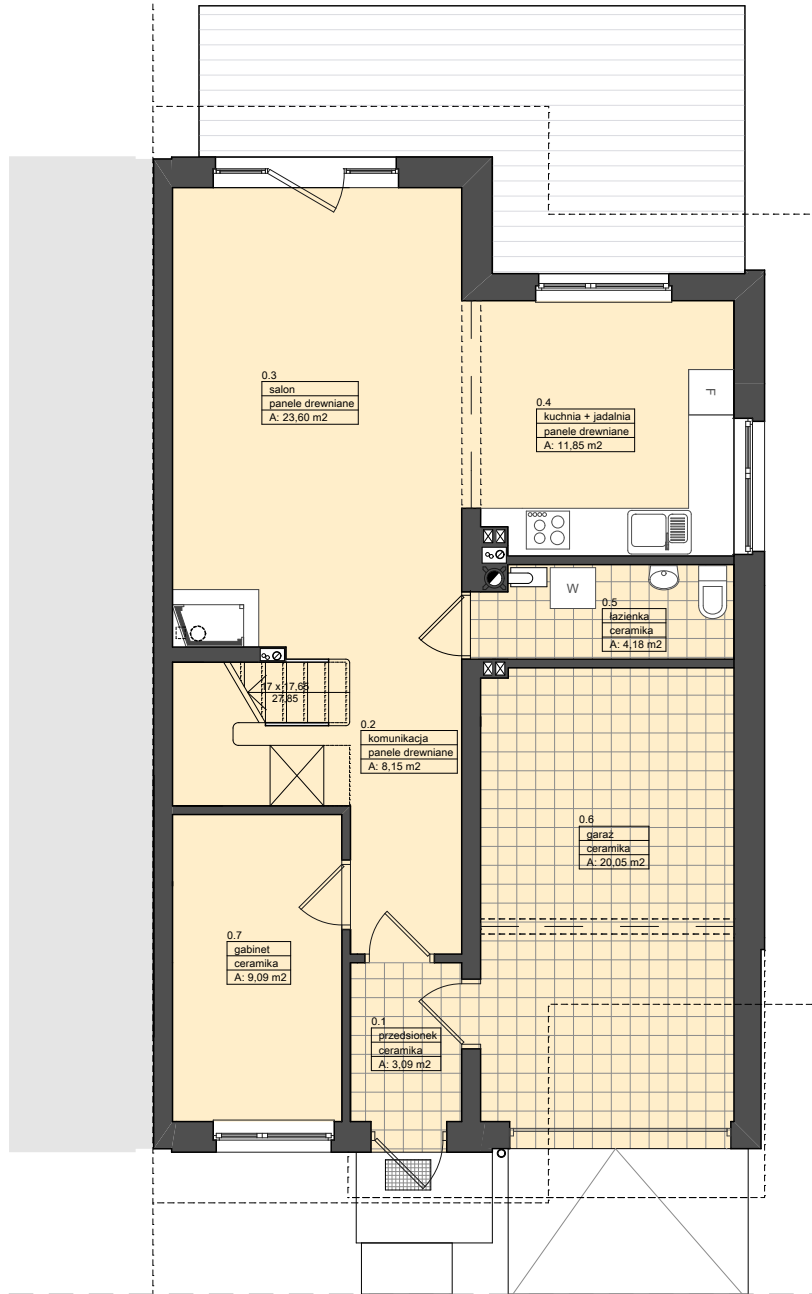 0.3
salon
panele drewniane
A: 23,60 m2
0.4
kuchnia + jadalnia
panele drewniane
A: 11,85 m2
F
W
0.5
łazienka
ceramika
A: 4,18 m2
17 x 17,65
27,85
0.2
komunikacja
panele drewniane
A: 8,15 m2
0.6
garaż
ceramika
A: 20,05 m2
0.7
gabinet
ceramika
A: 9,09 m2
0.1
przedsionek
ceramika
A: 3,09 m2